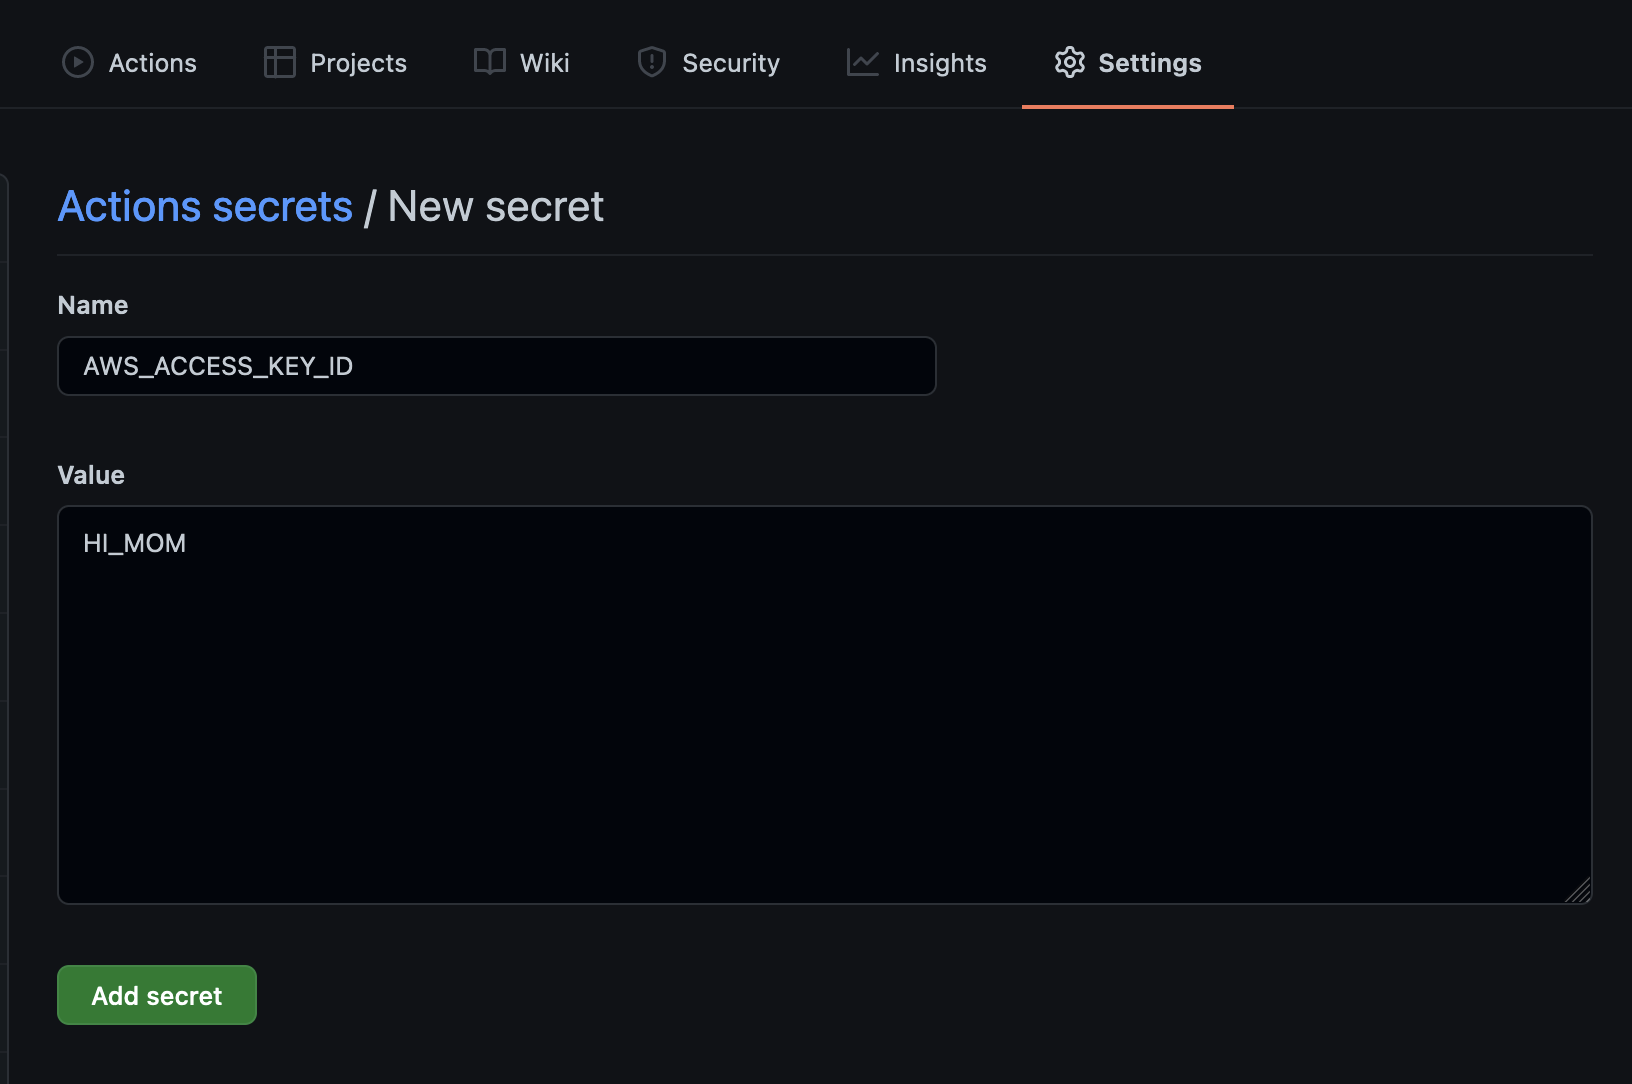 Actions Projects Wiki Security Insights Settings
Actions secrets / New secret
Name
AWS_ACCESS_KEY_ID
Value
HI_MOM
Add secret